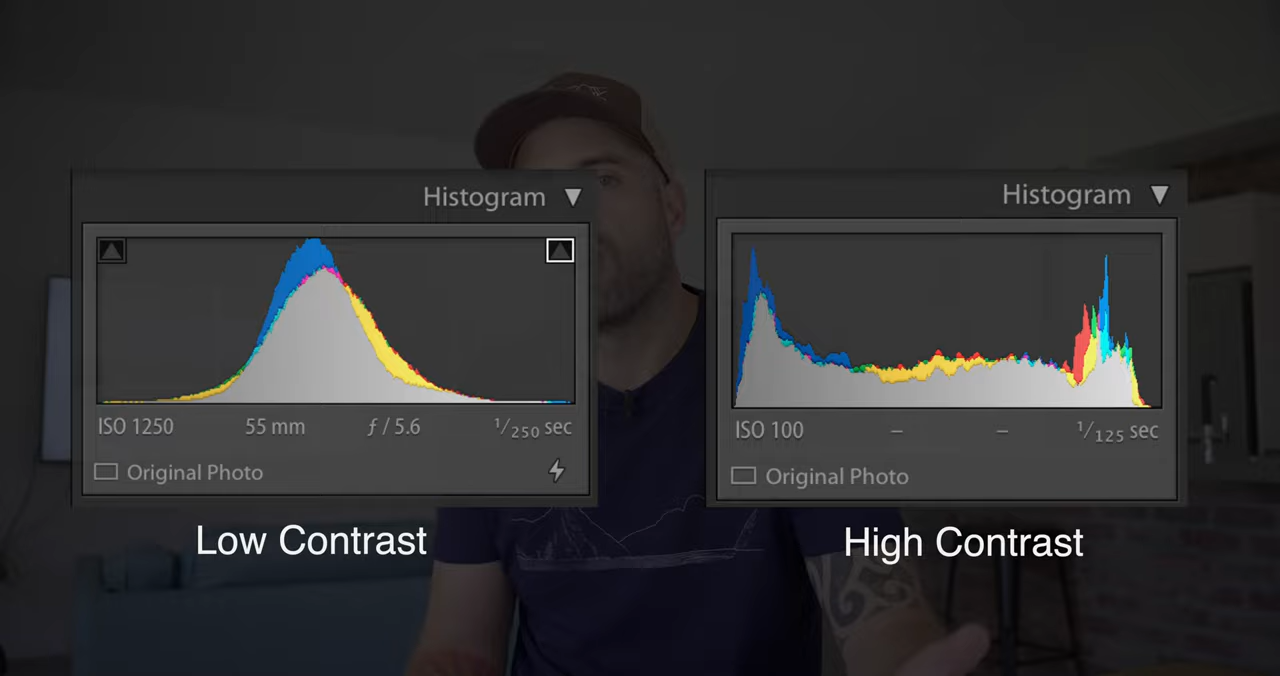 Histogram ▼
ISO 1250 55 mm ƒ / 5.6 1/250 sec
Original Photo
Low Contrast
Histogram ▼
ISO 100 – – 1/125 sec
Original Photo
High Contrast